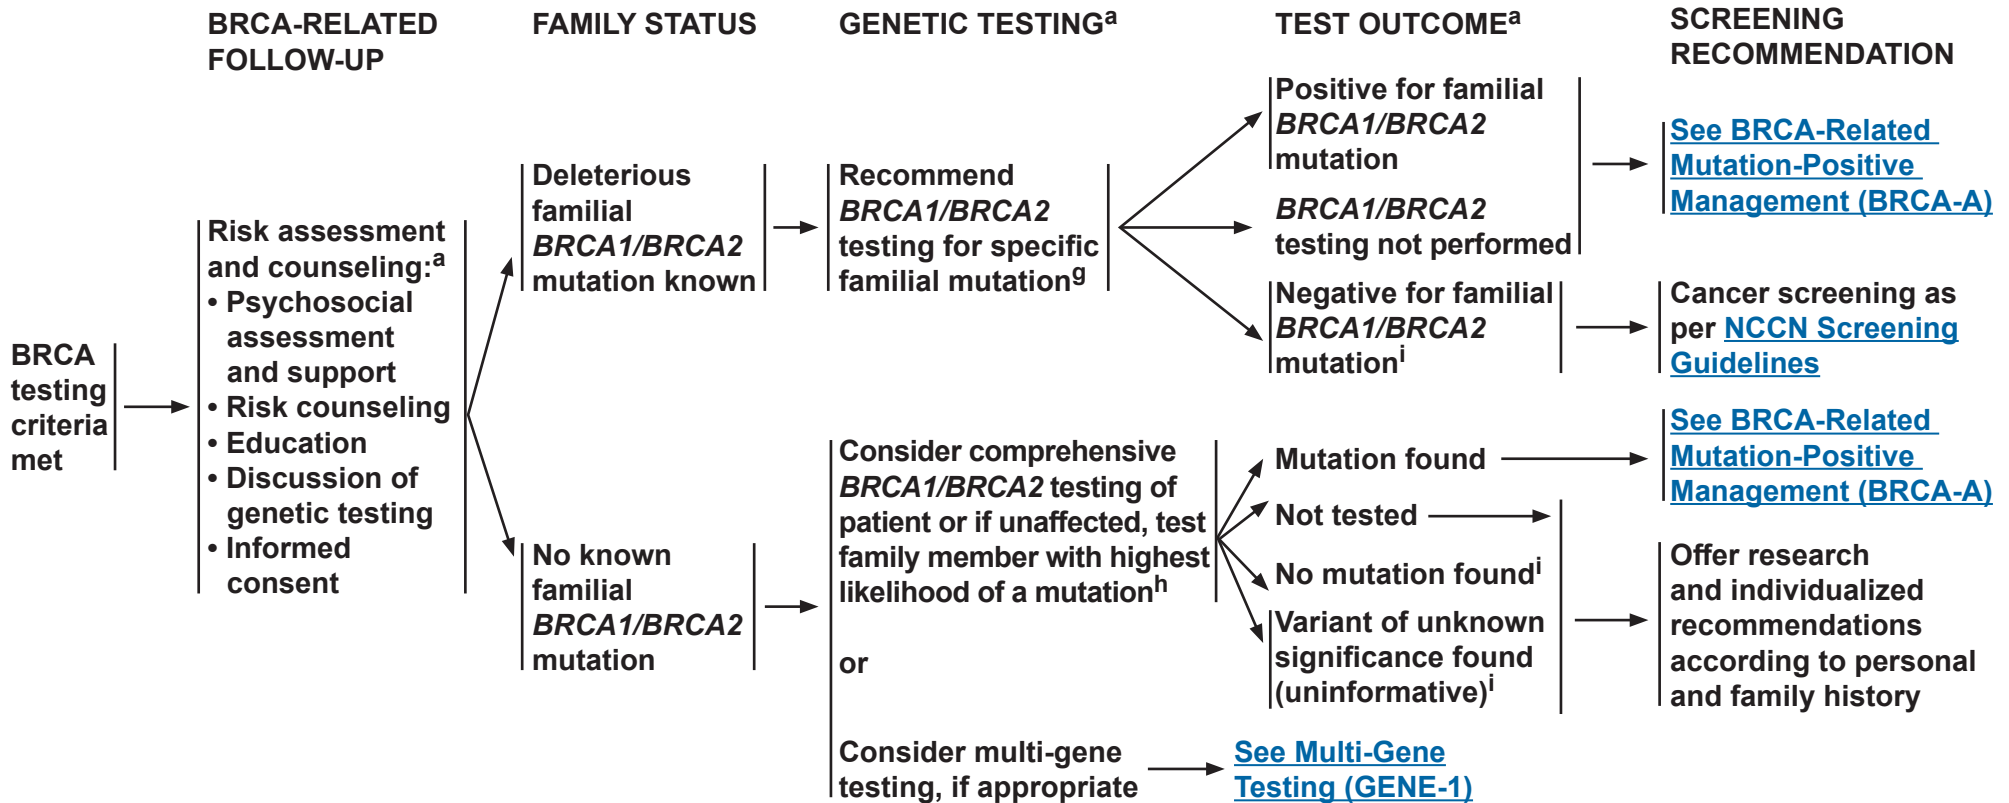 BRCA-RELATED
FOLLOW-UP
FAMILY STATUS
GENETIC TESTINGa
TEST OUTCOMEa
SCREENING
RECOMMENDATION
BRCA
testing
criteria
met
Risk assessment
and counseling:a
• Psychosocial
assessment
and support
• Risk counseling
• Education
• Discussion of
genetic testing
• Informed
consent
Deleterious
familial
BRCA1/BRCA2
mutation known
Recommend
BRCA1/BRCA2
testing for specific
familial mutationg
Positive for familial
BRCA1/BRCA2
mutation
BRCA1/BRCA2
testing not performed
See BRCA-Related
Mutation-Positive
Management (BRCA-A)
Negative for familial
BRCA1/BRCA2
mutationi
Cancer screening as
per NCCN Screening
Guidelines
No known
familial
BRCA1/BRCA2
mutation
Consider comprehensive
BRCA1/BRCA2 testing of
patient or if unaffected, test
family member with highest
likelihood of a mutationh
or
Consider multi-gene
testing, if appropriate
Mutation found
See BRCA-Related
Mutation-Positive
Management (BRCA-A)
Not tested
No mutation foundi
Variant of unknown
significance found
(uninformative)i
Offer research
and individualized
recommendations
according to personal
and family history
See Multi-Gene
Testing (GENE-1)